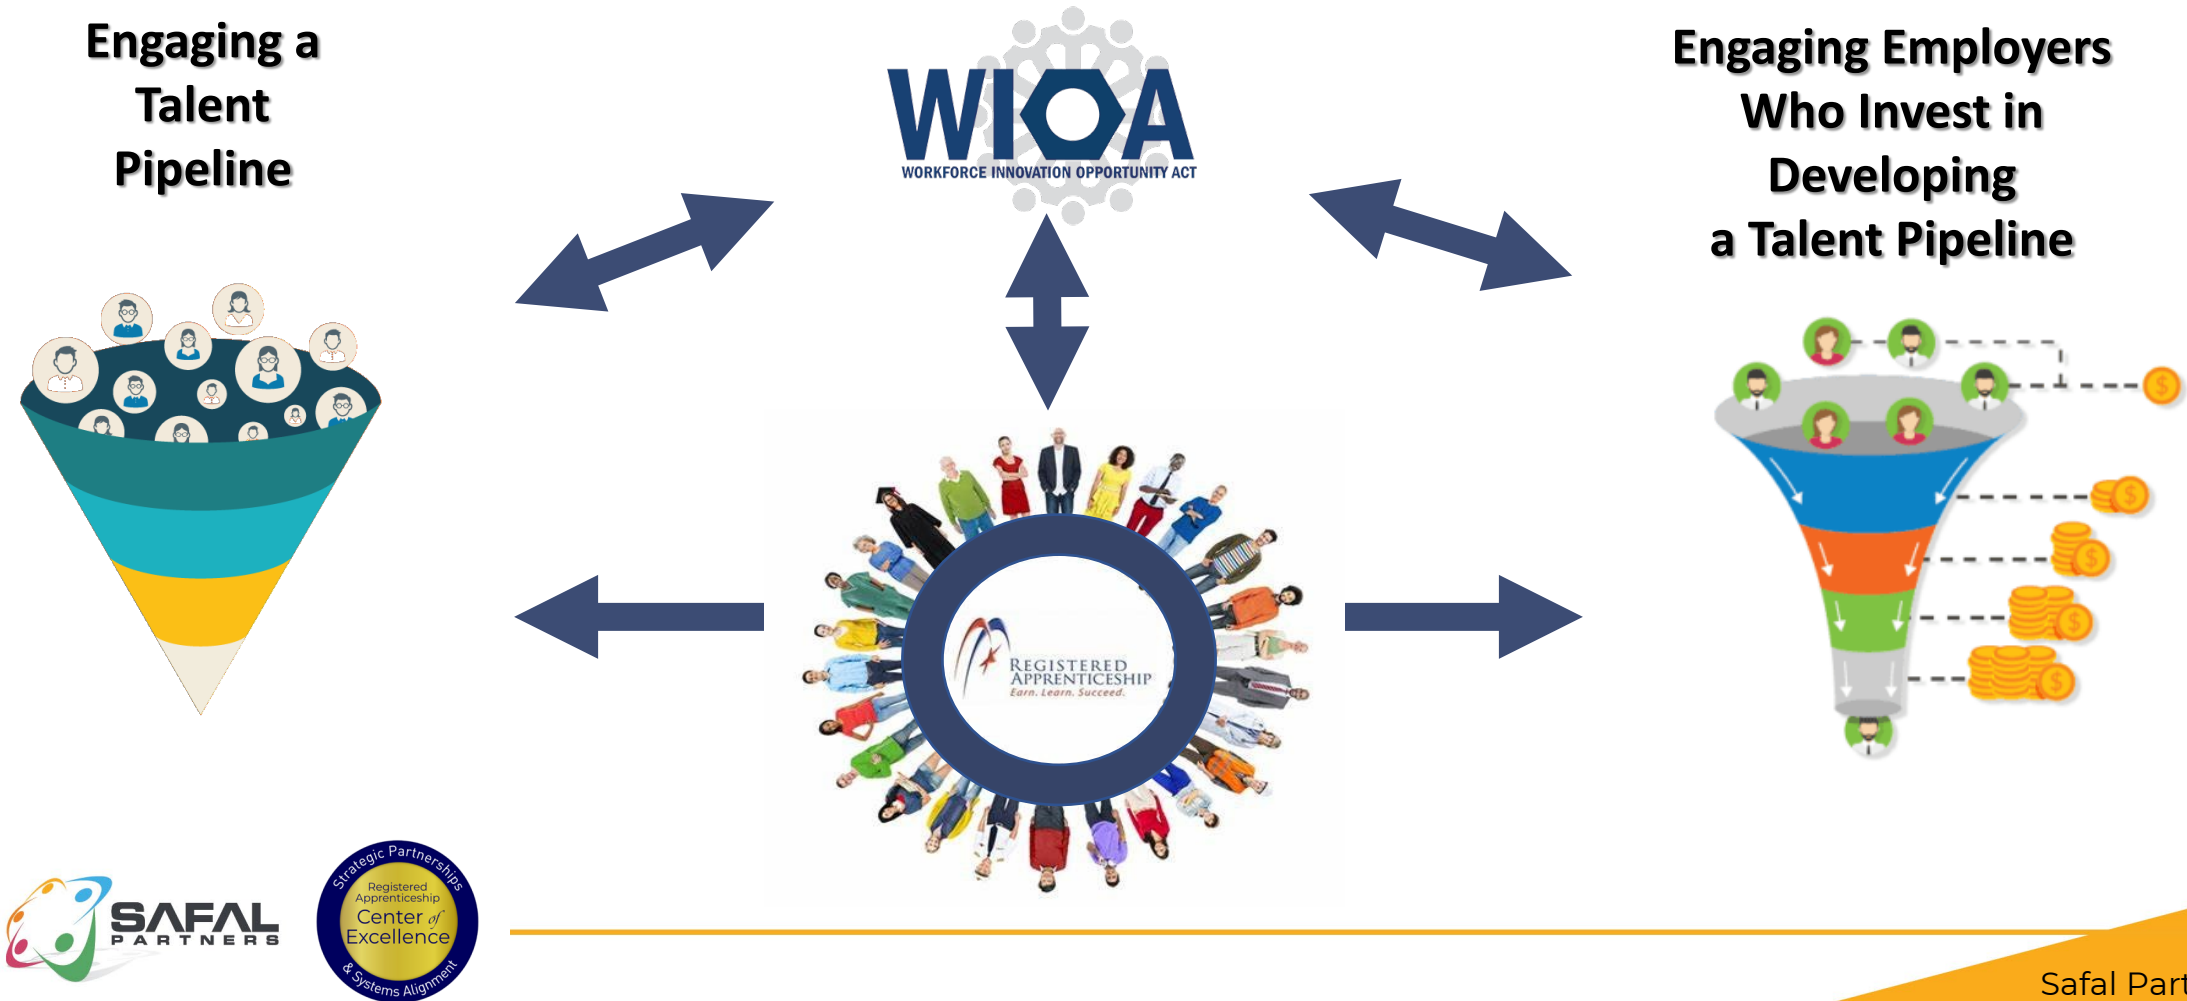 Engaging a
Talent
Pipeline
WIOA
WORKFORCE INNOVATION OPPORTUNITY ACT
Engaging Employers
Who Invest in
Developing
a Talent Pipeline
$
$
$
$
$
REGISTERED
APPRENTICESHIP
Earn. Learn. Succeed.
SAFAL
PARTNERS
Strategic Partnerships
Registered
Apprenticeship
Center of
Excellence
& Systems Alignment
Safal Part